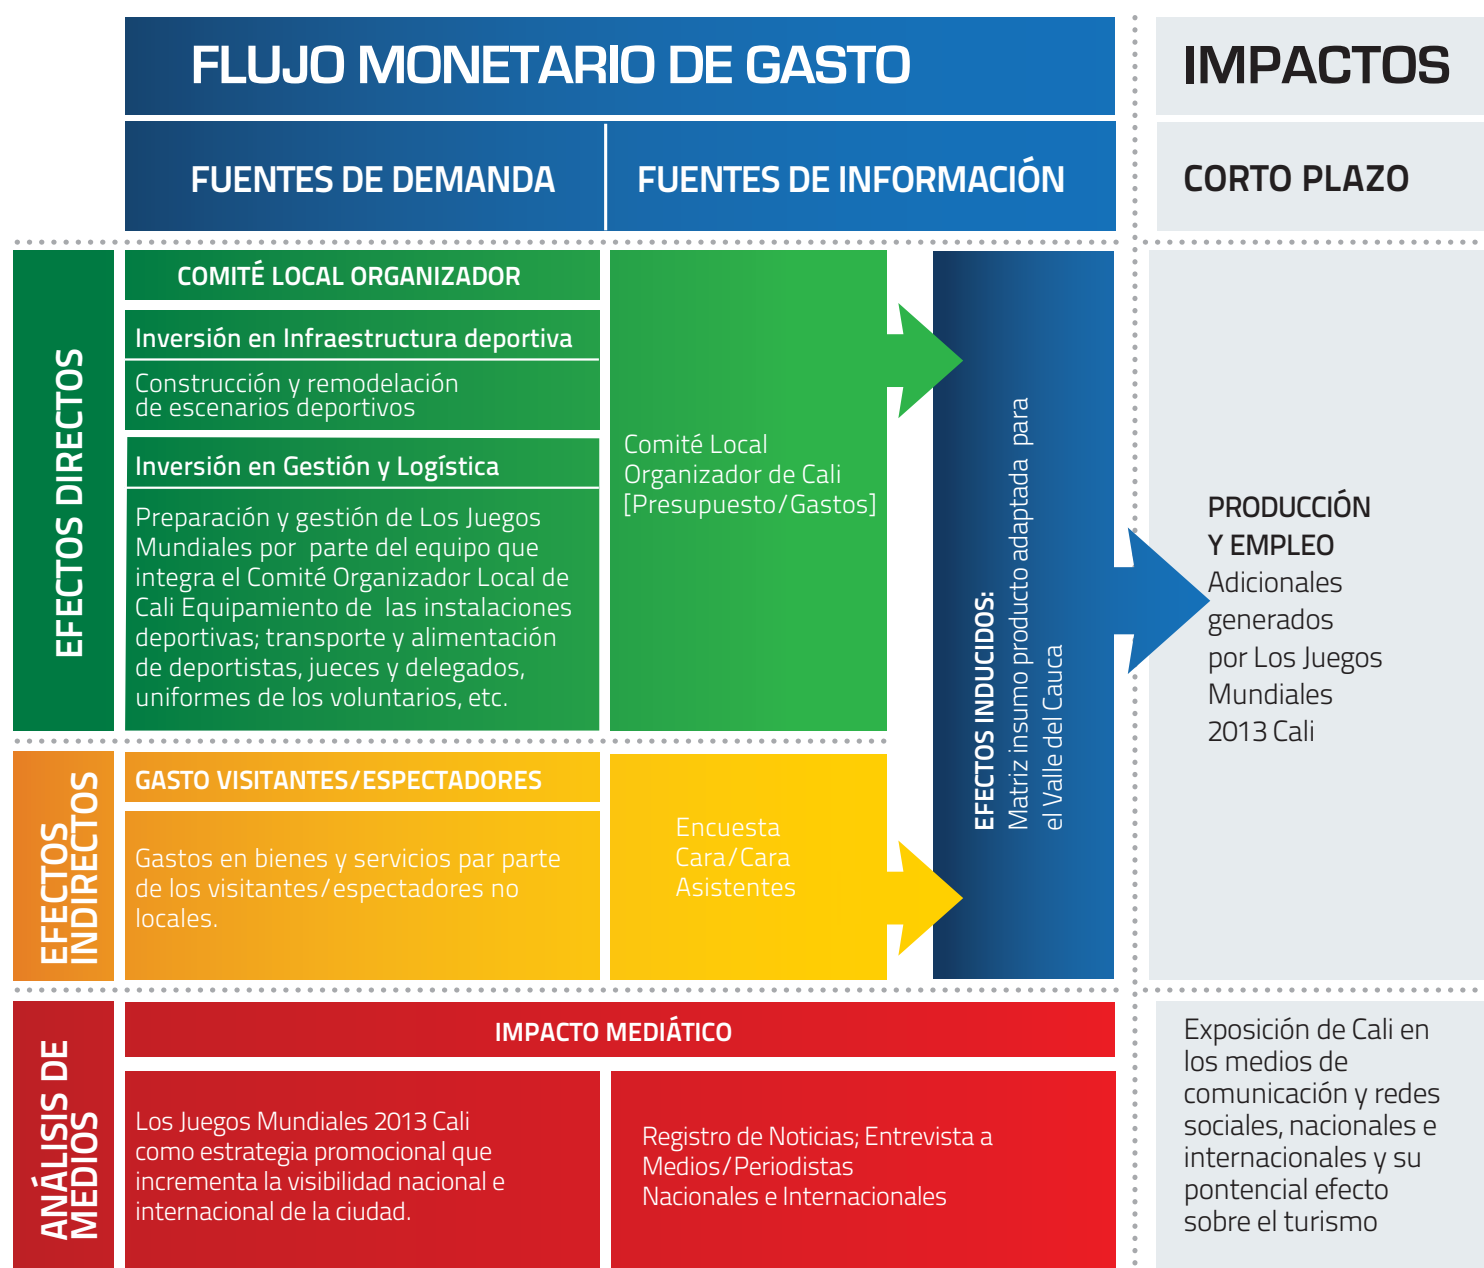 FLUJO MONETARIO DE GASTO
IMPACTOS
FUENTES DE DEMANDA
FUENTES DE INFORMACIÓN
CORTO PLAZO
EFECTOS DIRECTOS
COMITÉ LOCAL ORGANIZADOR
Inversión en Infraestructura deportiva
Construcción y remodelación
de escenarios deportivos
Inversión en Gestión y Logística
Preparación y gestión de Los Juegos
Mundiales por parte del equipo que
integra el Comité Organizador Local de
Cali Equipamiento de las instalaciones
deportivas; transporte y alimentación
de deportistas, jueces y delegados,
uniformes de los voluntarios, etc.
Comité Local
Organizador de Cali
[Presupuesto/Gastos]
EFECTOS INDUCIDOS:
Matriz insumo producto adaptada para
el Valle del Cauca
PRODUCCIÓN
Y EMPLEO
Adicionales
generados
por Los Juegos
Mundiales
2013 Cali
EFECTOS
INDIRECTOS
GASTO VISITANTES/ESPECTADORES
Gastos en bienes y servicios par parte
de los visitantes/espectadores no
locales.
Encuesta
Cara/Cara
Asistentes
ANÁLISIS DE
MEDIOS
IMPACTO MEDIÁTICO
Los Juegos Mundiales 2013 Cali
como estrategia promocional que
incrementa la visibilidad nacional e
internacional de la ciudad.
Registro de Noticias; Entrevista a
Medios/Periodistas
Nacionales e Internacionales
Exposición de Cali en
los medios de
comunicación y redes
sociales, nacionales e
internacionales y su
pontencial efecto
sobre el turismo